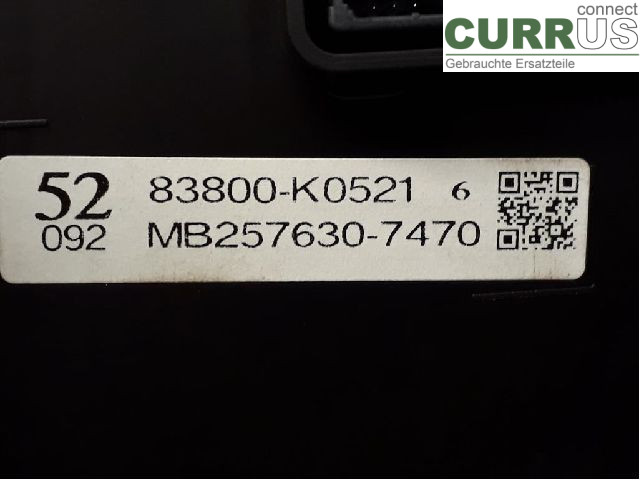 connect
CURRUS
Gebrauchte Ersatzteile
52 83800-K0521 6
092 MB257630-7470